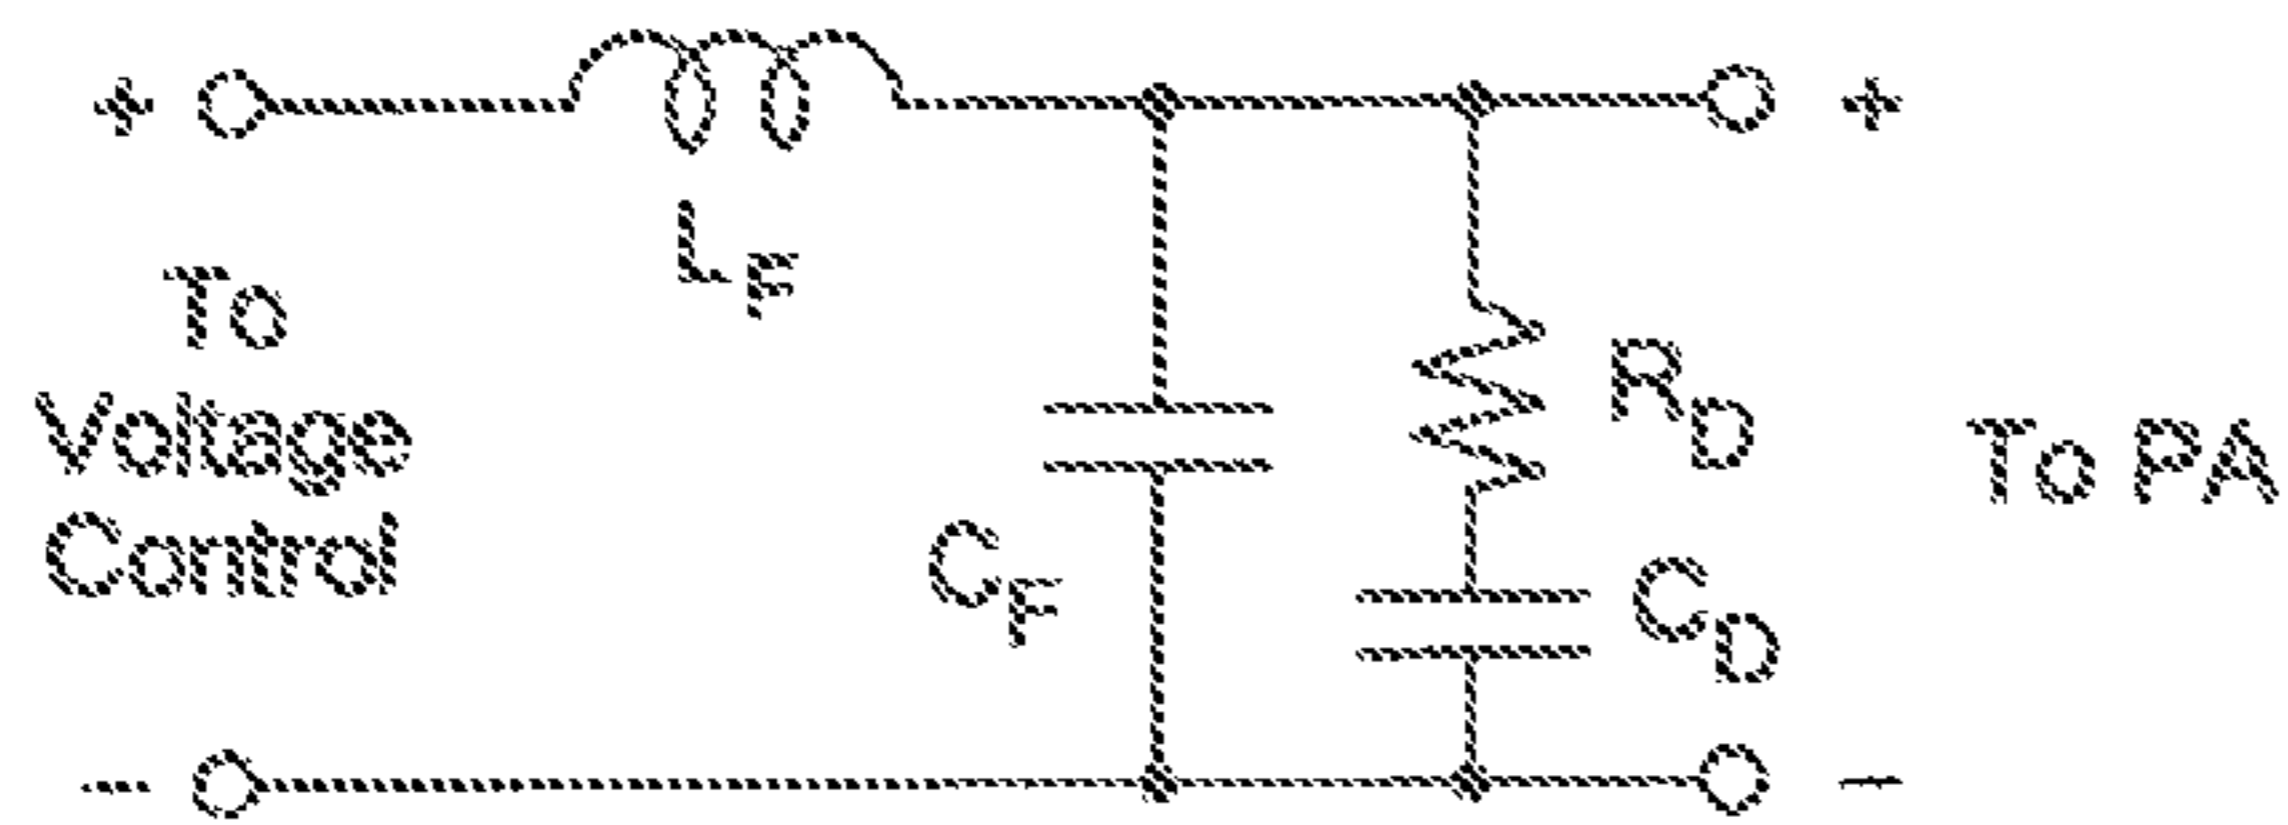 +
+
L_F
To
Voltage
Control
R_D
To PA
C_F
C_D
−
−